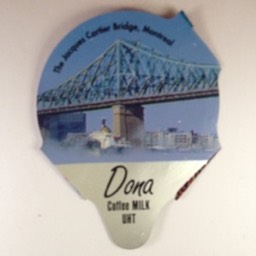 The Jacques Cartier Bridge, Montreal
Dona
Coffee MILK
UHT